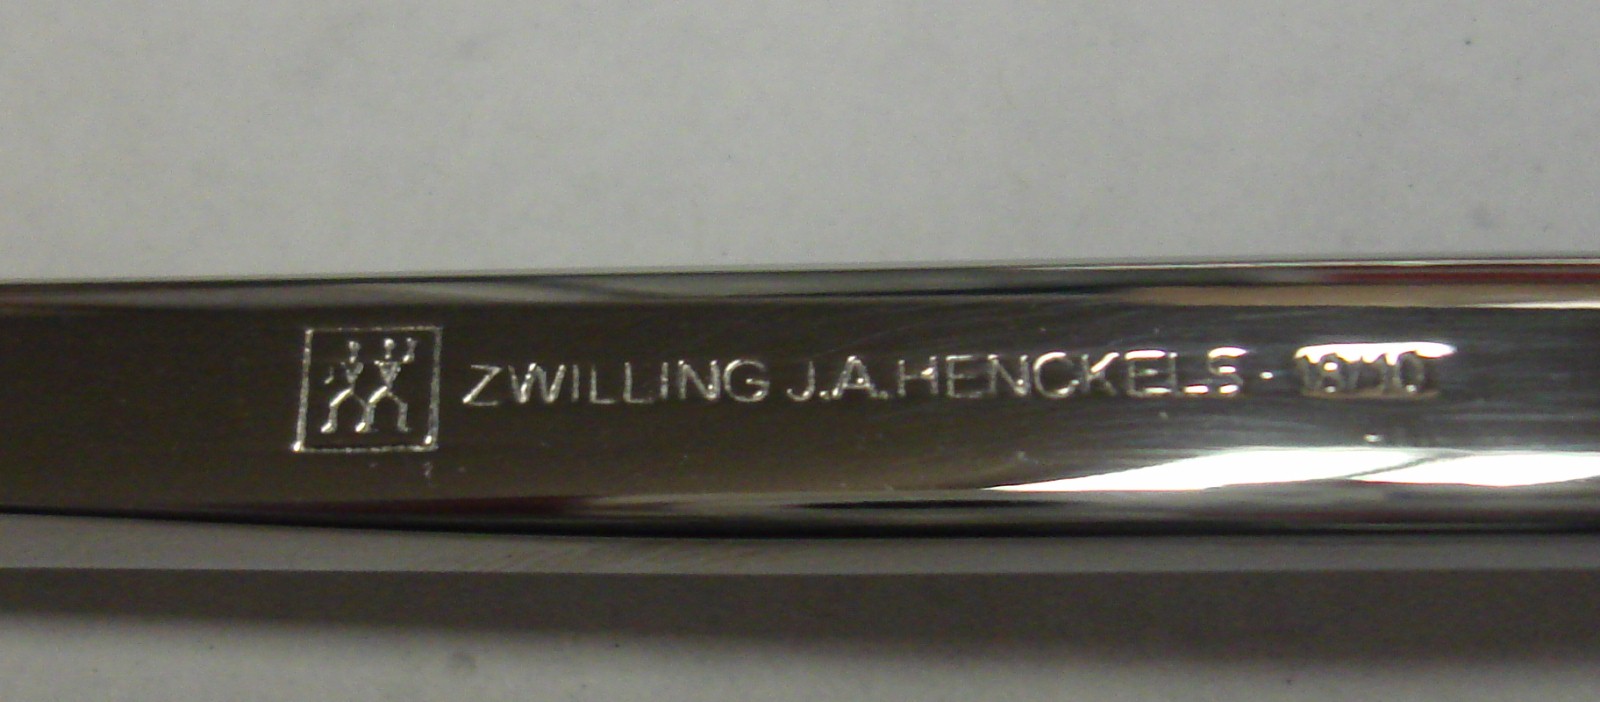 ZWILLING J.A.HENCKELS - 18/10